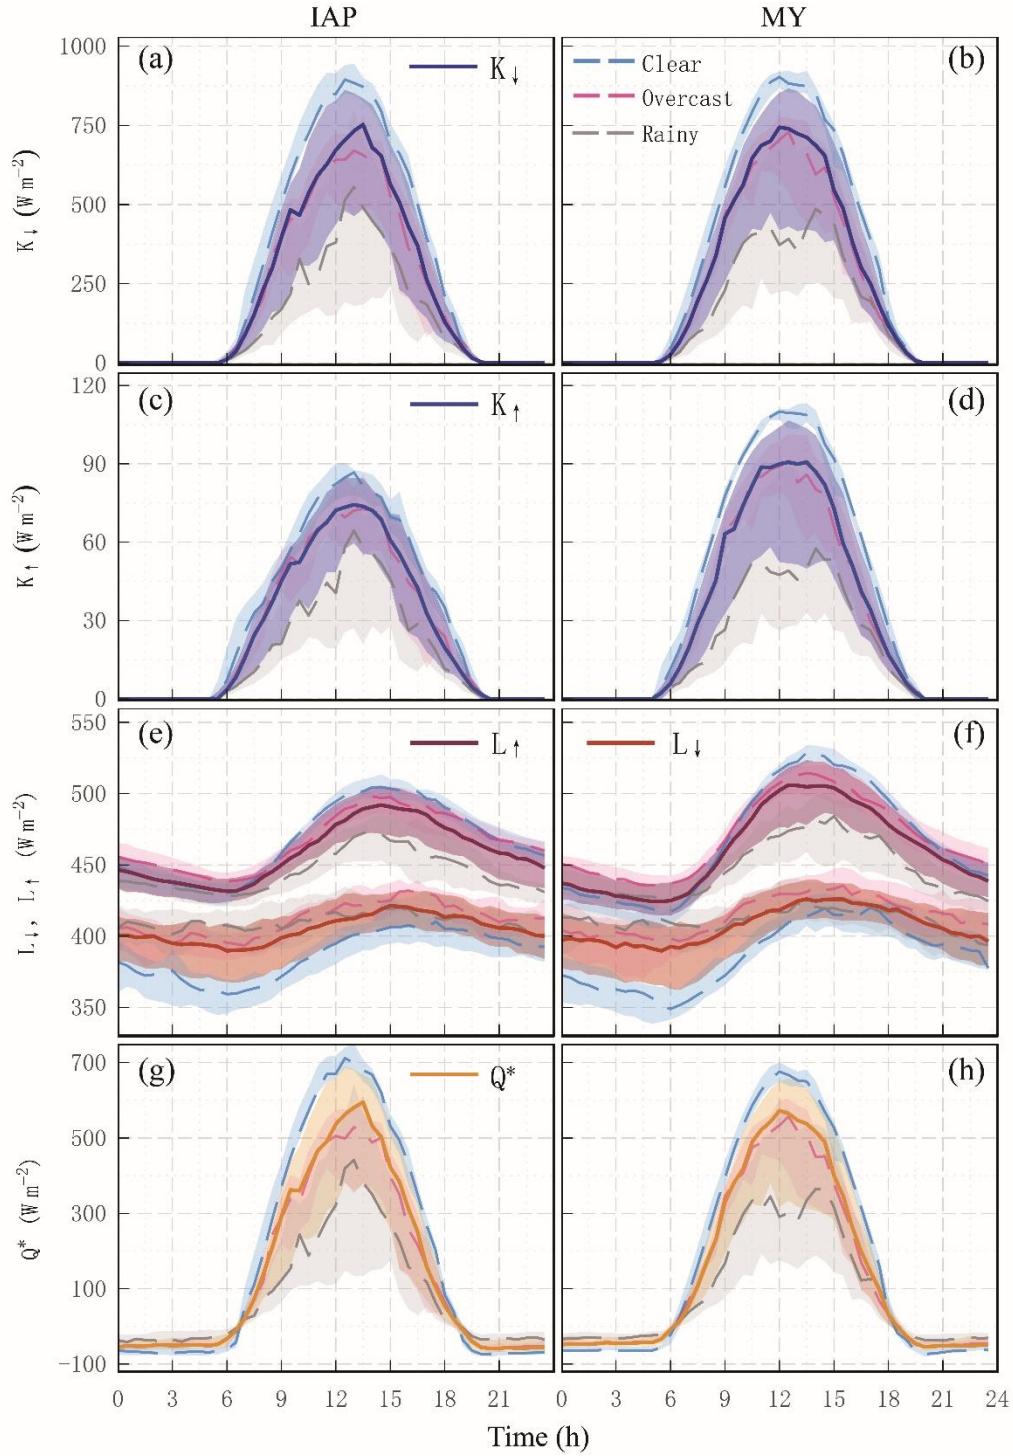 IAP
MY
(a)
K↓
(b)
Clear
Overcast
Rainy
1000
750
500
250
0
K↓ (W m−2)
(c)
K↑
(d)
120
90
60
30
0
K↑ (W m−2)
(e)
L↑
L↓
(f)
550
500
450
400
350
L↓, L↑ (W m−2)
(g)
Q*
(h)
700
500
300
100
-100
Q* (W m−2)
0 3 6 9 12 15 18 21 0 3 6 9 12 15 18 21 24
Time (h)